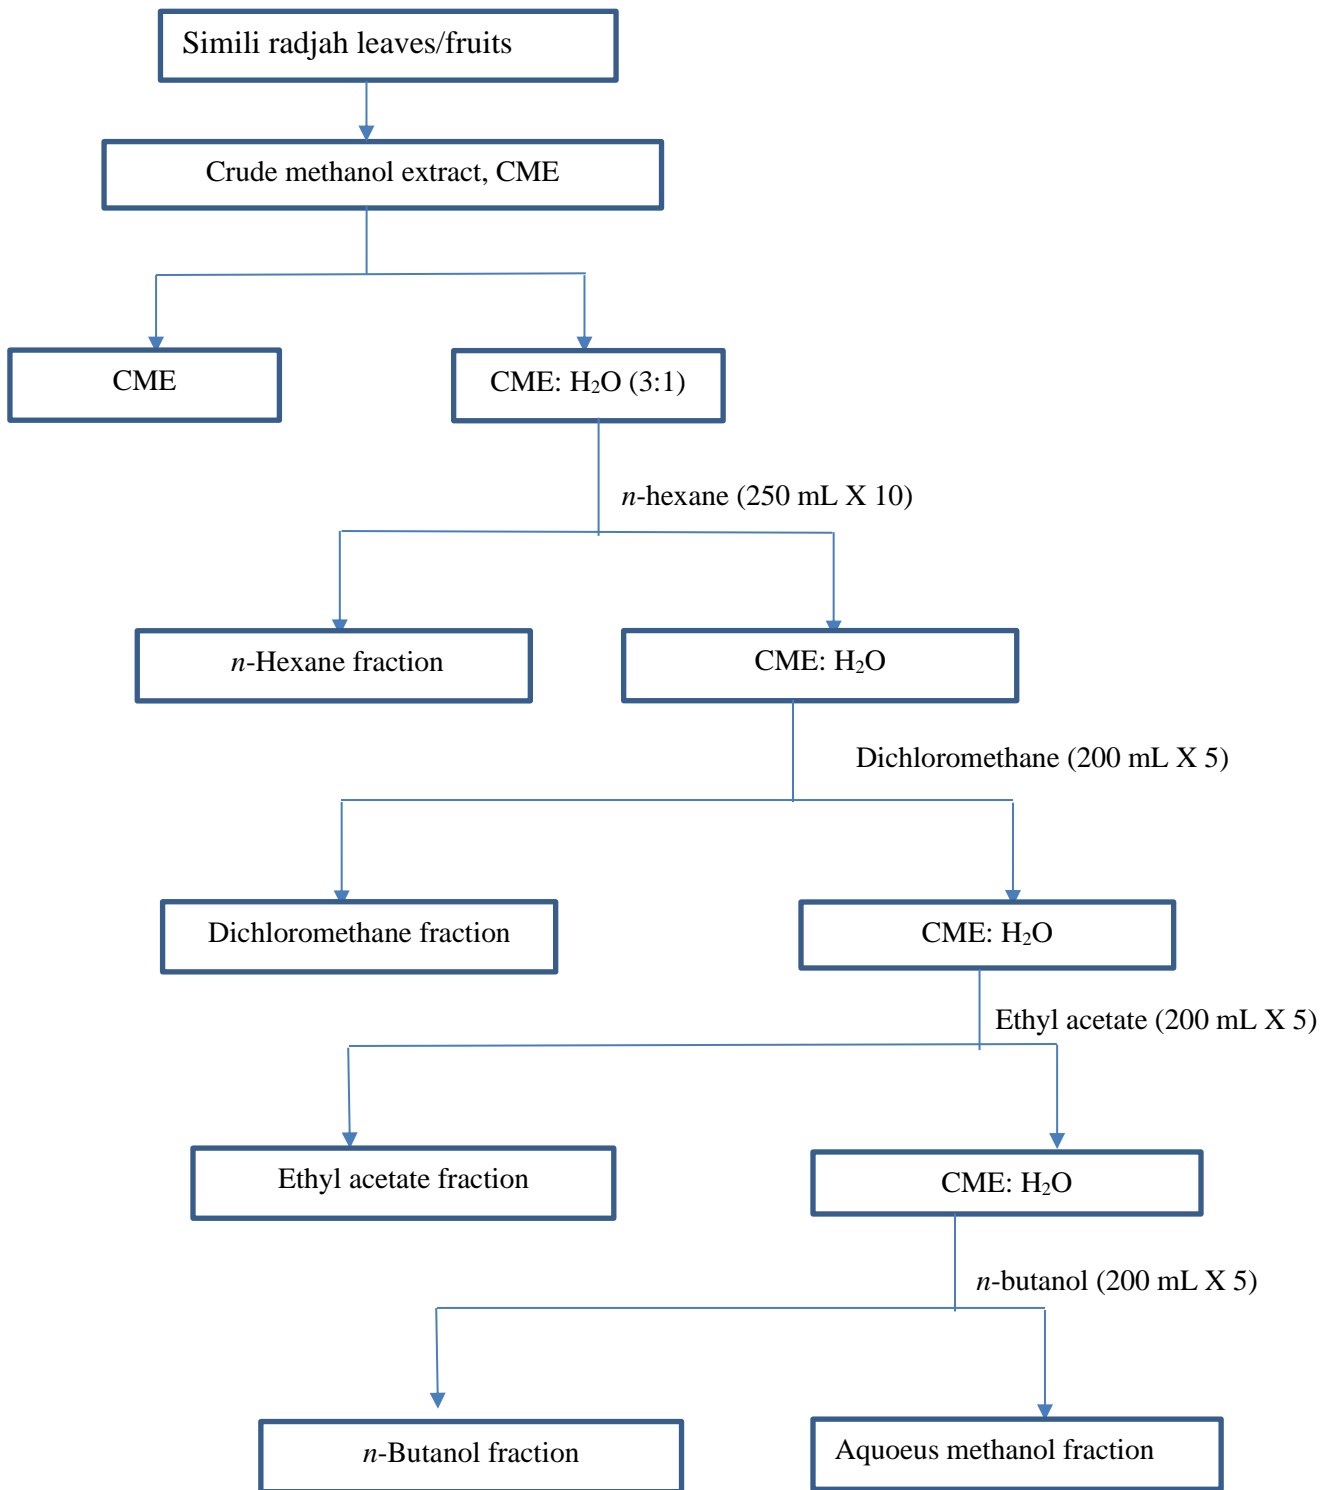 Simili radjah leaves/fruits
Crude methanol extract, CME
CME
CME: H₂O (3:1)
n-hexane (250 mL X 10)
n-Hexane fraction
CME: H₂O
Dichloromethane (200 mL X 5)
Dichloromethane fraction
CME: H₂O
Ethyl acetate (200 mL X 5)
Ethyl acetate fraction
CME: H₂O
n-butanol (200 mL X 5)
n-Butanol fraction
Aquoeus methanol fraction